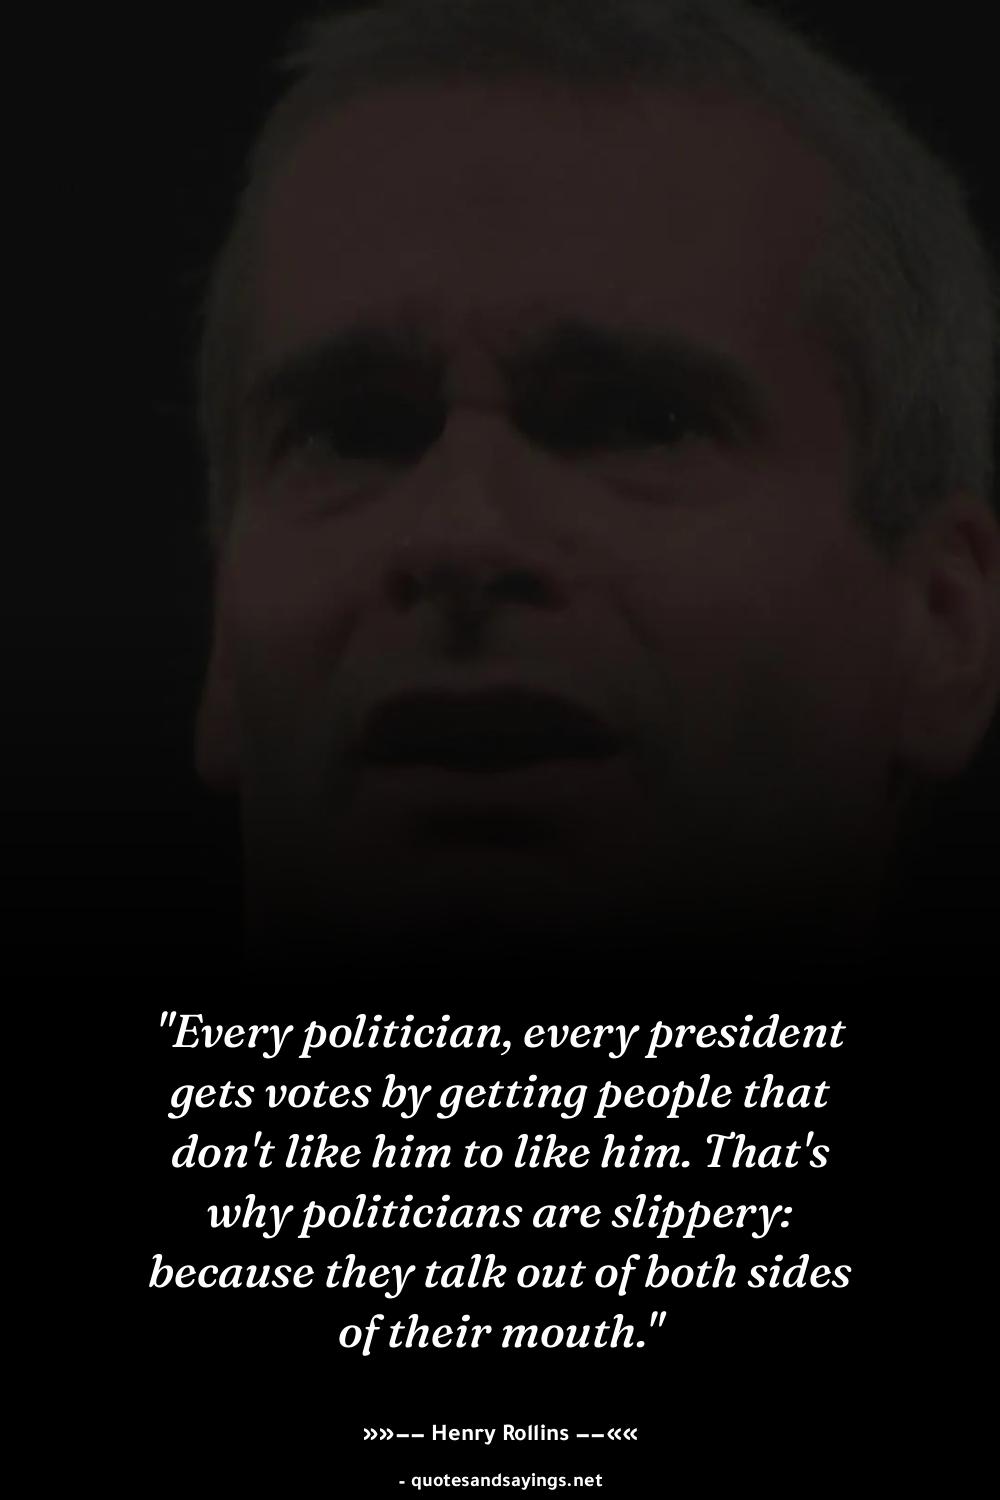 "Every politician, every president
gets votes by getting people that
don't like him to like him. That's
why politicians are slippery:
because they talk out of both sides
of their mouth."
»»–– Henry Rollins ––««
- quotesandsayings.net